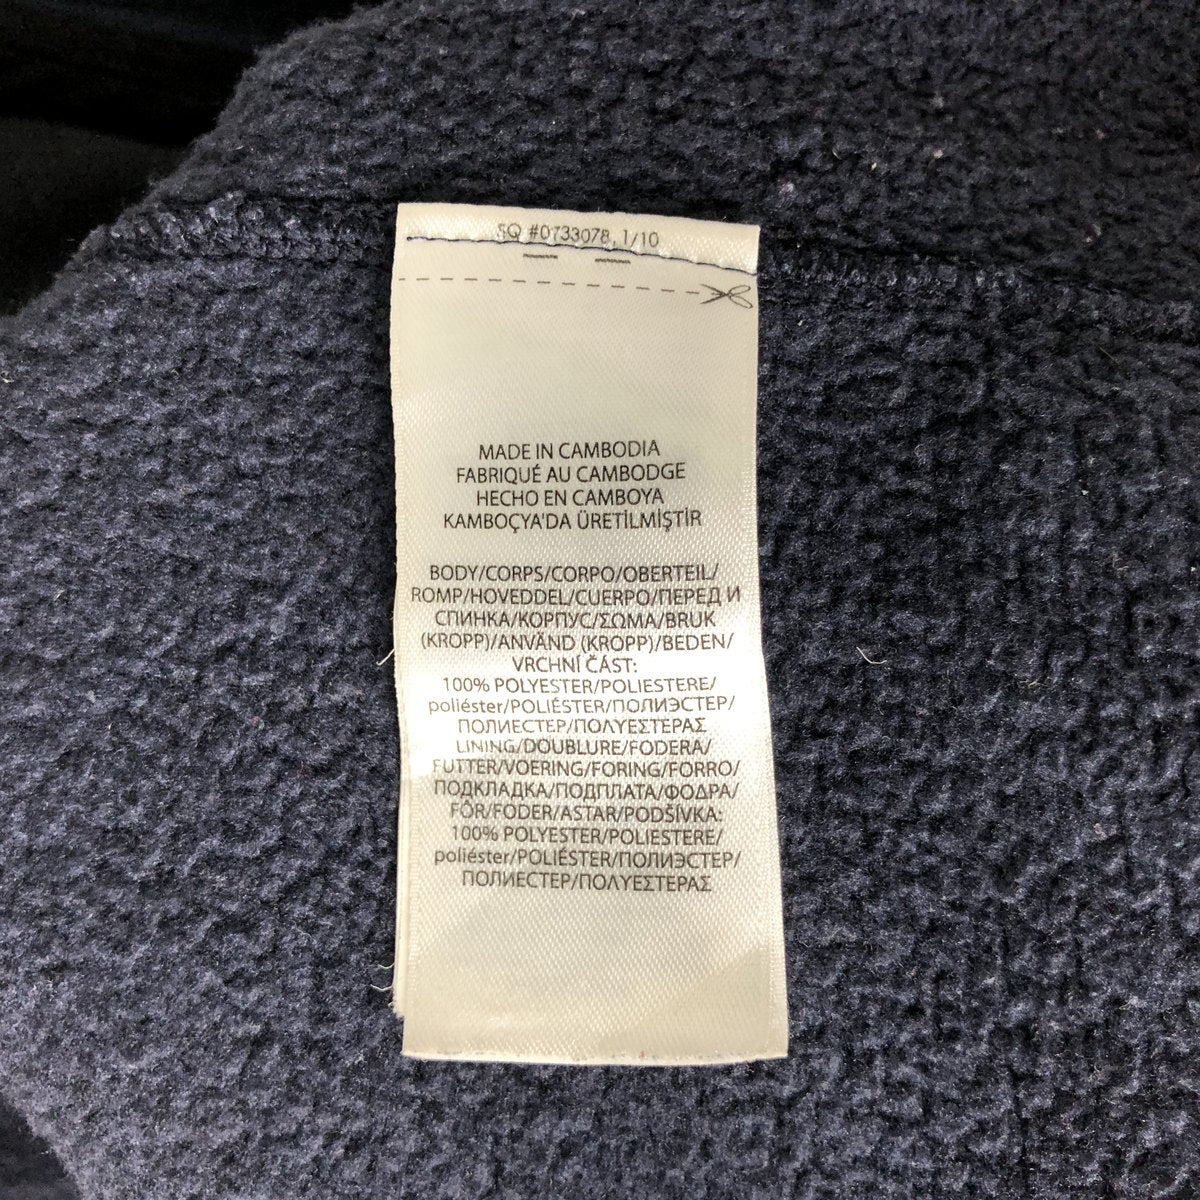 SQ #0733078, 1/10
MADE IN CAMBODIA
FABRIQUÉ AU CAMBODGE
HECHO EN CAMBOYA
KAMBOÇYA'DA ÜRETİLMİŞTİR
BODY/CORPS/CORPO/OBERTEIL/
ROMP/HOVEDDEL/CUERPO/ПЕРЕД И
СПИНКА/КОРПУС/ΣΩΜΑ/BRUK
(KROPP)/ANVÄND (KROPP)/BEDEN/
VRCHNÍ ČÁST:
100% POLYESTER/POLIESTERE/
poliéster/POLIÉSTER/ПОЛИЭСТЕР/
ПОЛИЕСТЕР/ΠΟΛΥΕΣΤΕΡΑΣ
LINING/DOUBLURE/FODERA/
FUTTER/VOERING/FORING/FORRO/
ПОДКЛАДКА/ПОДПЛАТА/ΦΟΔΡΑ/
FÔR/FODER/ASTAR/PODŠÍVKA:
100% POLYESTER/POLIESTERE/
poliéster/POLIÉSTER/ПОЛИЭСТЕР/
ПОЛИЕСТЕР/ΠΟΛΥΕΣΤΕΡΑΣ